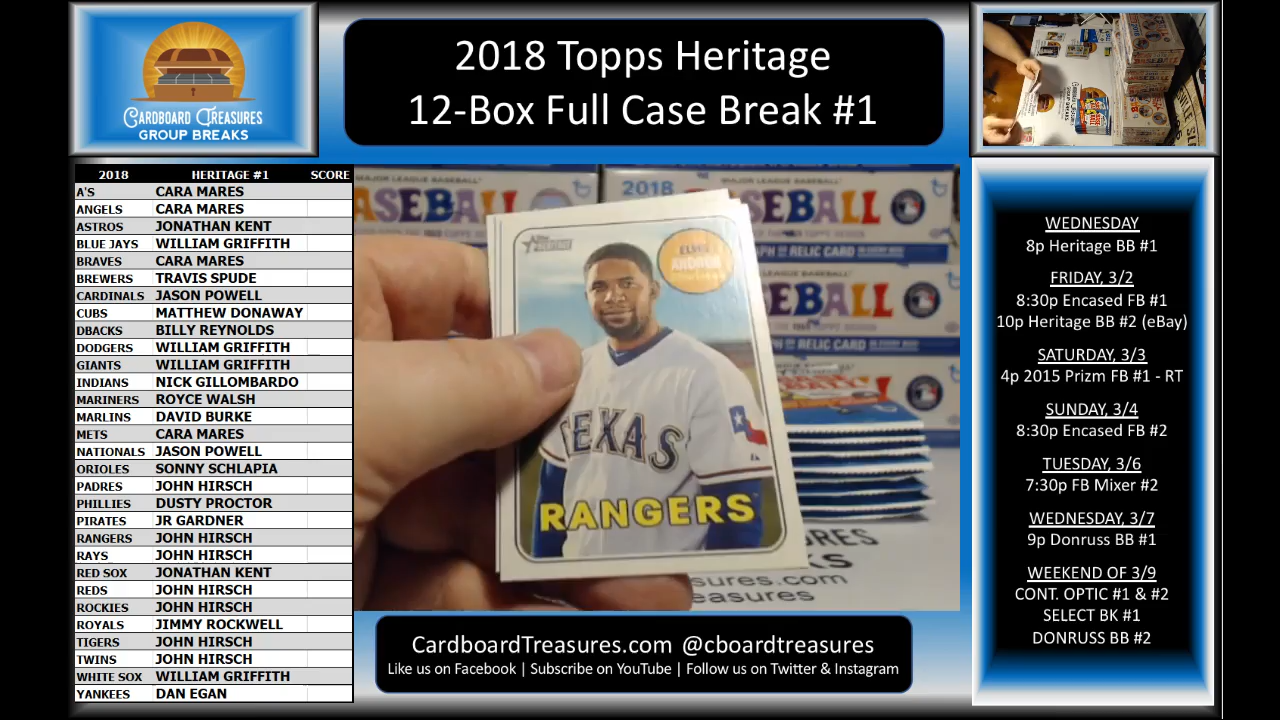 CARDBOARD TREASURES
GROUP BREAKS
2018 Topps Heritage
12-Box Full Case Break #1
2018 HERITAGE #1 SCORE
A'S CARA MARES
ANGELS CARA MARES
ASTROS JONATHAN KENT
BLUE JAYS WILLIAM GRIFFITH
BRAVES CARA MARES
BREWERS TRAVIS SPUDE
CARDINALS JASON POWELL
CUBS MATTHEW DONAWAY
DBACKS BILLY REYNOLDS
DODGERS WILLIAM GRIFFITH
GIANTS WILLIAM GRIFFITH
INDIANS NICK GILLOMBARDO
MARINERS ROYCE WALSH
MARLINS DAVID BURKE
METS CARA MARES
NATIONALS JASON POWELL
ORIOLES SONNY SCHLAPIA
PADRES JOHN HIRSCH
PHILLIES DUSTY PROCTOR
PIRATES JR GARDNER
RANGERS JOHN HIRSCH
RAYS JOHN HIRSCH
RED SOX JONATHAN KENT
REDS JOHN HIRSCH
ROCKIES JOHN HIRSCH
ROYALS JIMMY ROCKWELL
TIGERS JOHN HIRSCH
TWINS JOHN HIRSCH
WHITE SOX WILLIAM GRIFFITH
YANKEES DAN EGAN
MAJOR LEAGUE BASEBALL
2018
ASEBALL
BALL
HERITAGE
ELVIS
ANDRUS
TEXAS
RANGERS
RELIC CARD
CardboardTreasures.com @cboardtreasures
Like us on Facebook | Subscribe on YouTube | Follow us on Twitter & Instagram
WEDNESDAY
8p Heritage BB #1
FRIDAY, 3/2
8:30p Encased FB #1
10p Heritage BB #2 (eBay)
SATURDAY, 3/3
4p 2015 Prizm FB #1 - RT
SUNDAY, 3/4
8:30p Encased FB #2
TUESDAY, 3/6
7:30p FB Mixer #2
WEDNESDAY, 3/7
9p Donruss BB #1
WEEKEND OF 3/9
CONT. OPTIC #1 & #2
SELECT BK #1
DONRUSS BB #2